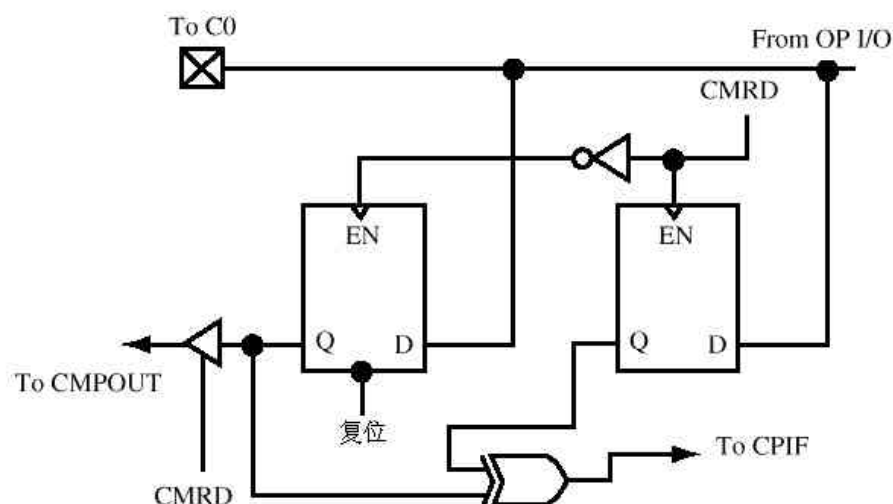 To C0
From OP I/O
CMRD
EN
EN
Q
D
Q
D
To CMPOUT
复位
To CPIF
CMRD